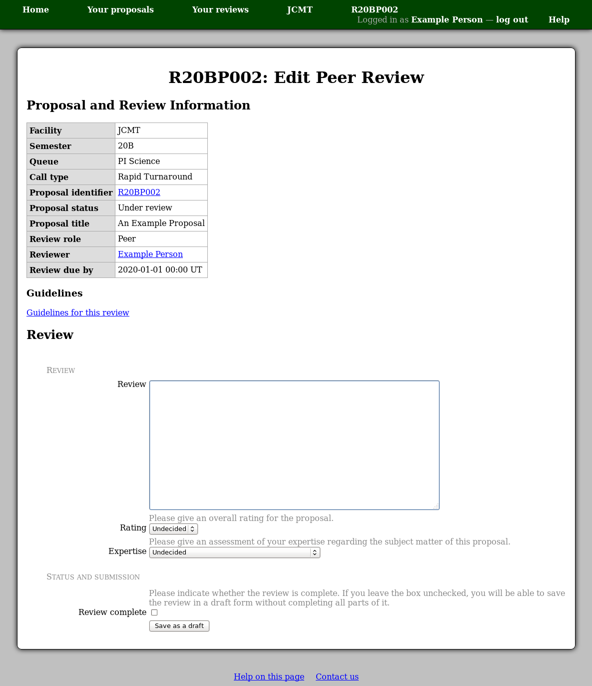 Home Your proposals Your reviews JCMT R20BP002
Logged in as Example Person — log out Help
R20BP002: Edit Peer Review
Proposal and Review Information
Facility JCMT
Semester 20B
Queue PI Science
Call type Rapid Turnaround
Proposal identifier R20BP002
Proposal status Under review
Proposal title An Example Proposal
Review role Peer
Reviewer Example Person
Review due by 2020-01-01 00:00 UT
Guidelines
Guidelines for this review
Review
Review
Review
Please give an overall rating for the proposal.
Rating Undecided
Please give an assessment of your expertise regarding the subject matter of this proposal.
Expertise Undecided
Status and submission
Please indicate whether the review is complete. If you leave the box unchecked, you will be able to save
the review in a draft form without completing all parts of it.
Review complete
Save as a draft
Help on this page Contact us